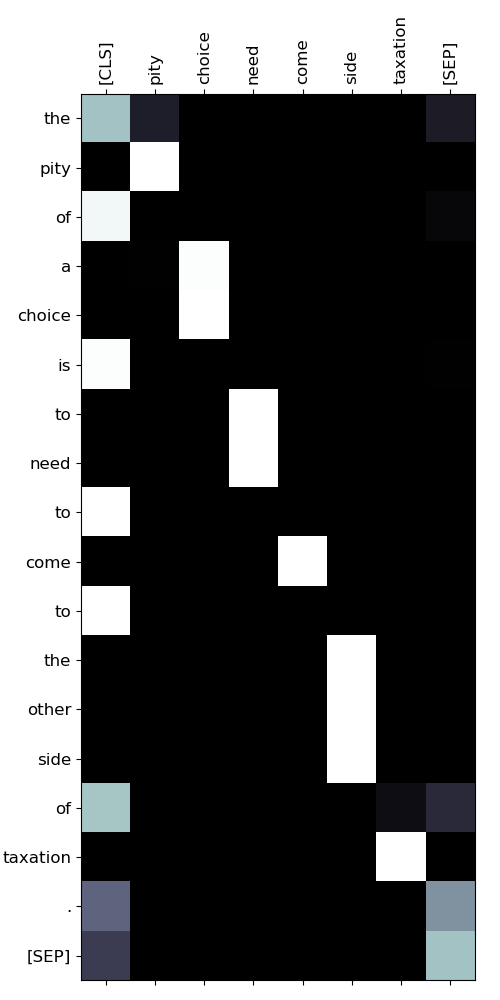 [CLS] pity choice need come side taxation [SEP]
the
pity
of
a
choice
is
to
need
to
come
to
the
other
side
of
taxation
.
[SEP]